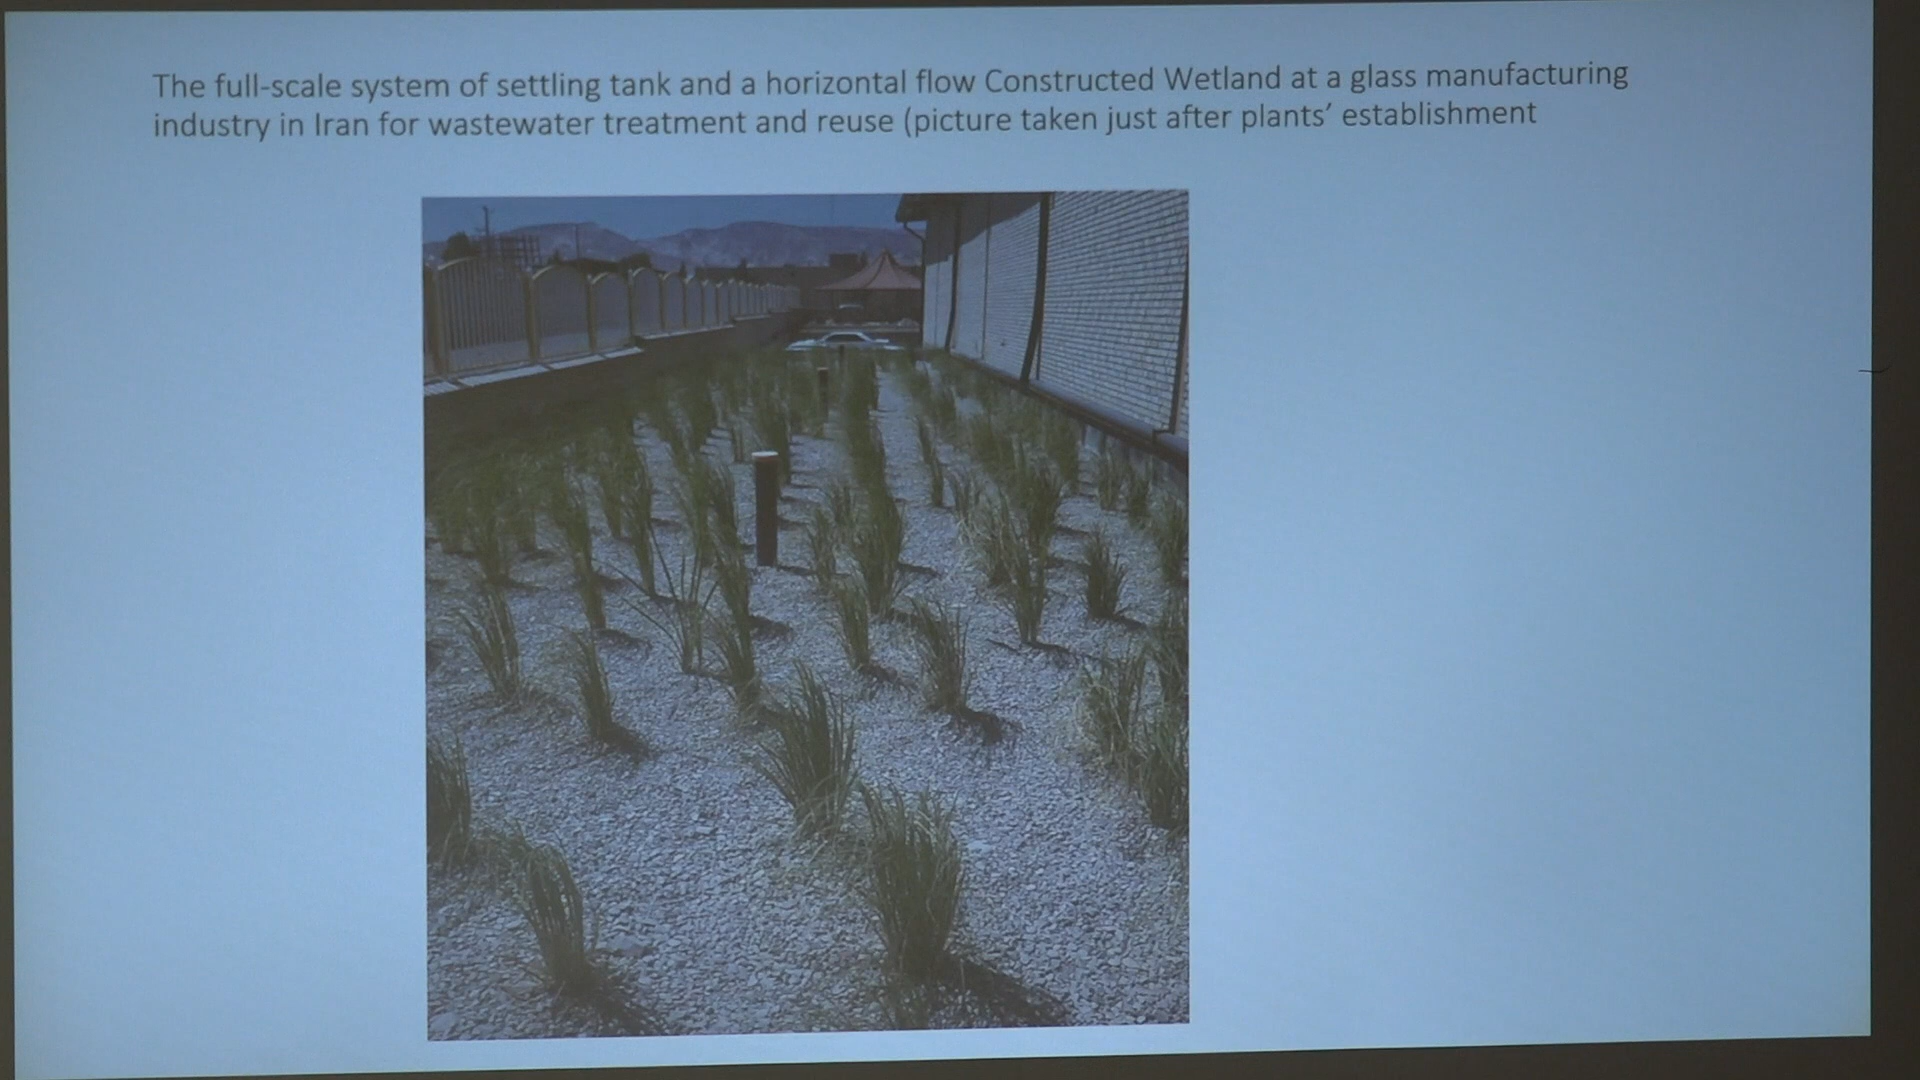 The full-scale system of settling tank and a horizontal flow Constructed Wetland at a glass manufacturing
industry in Iran for wastewater treatment and reuse (picture taken just after plants’ establishment